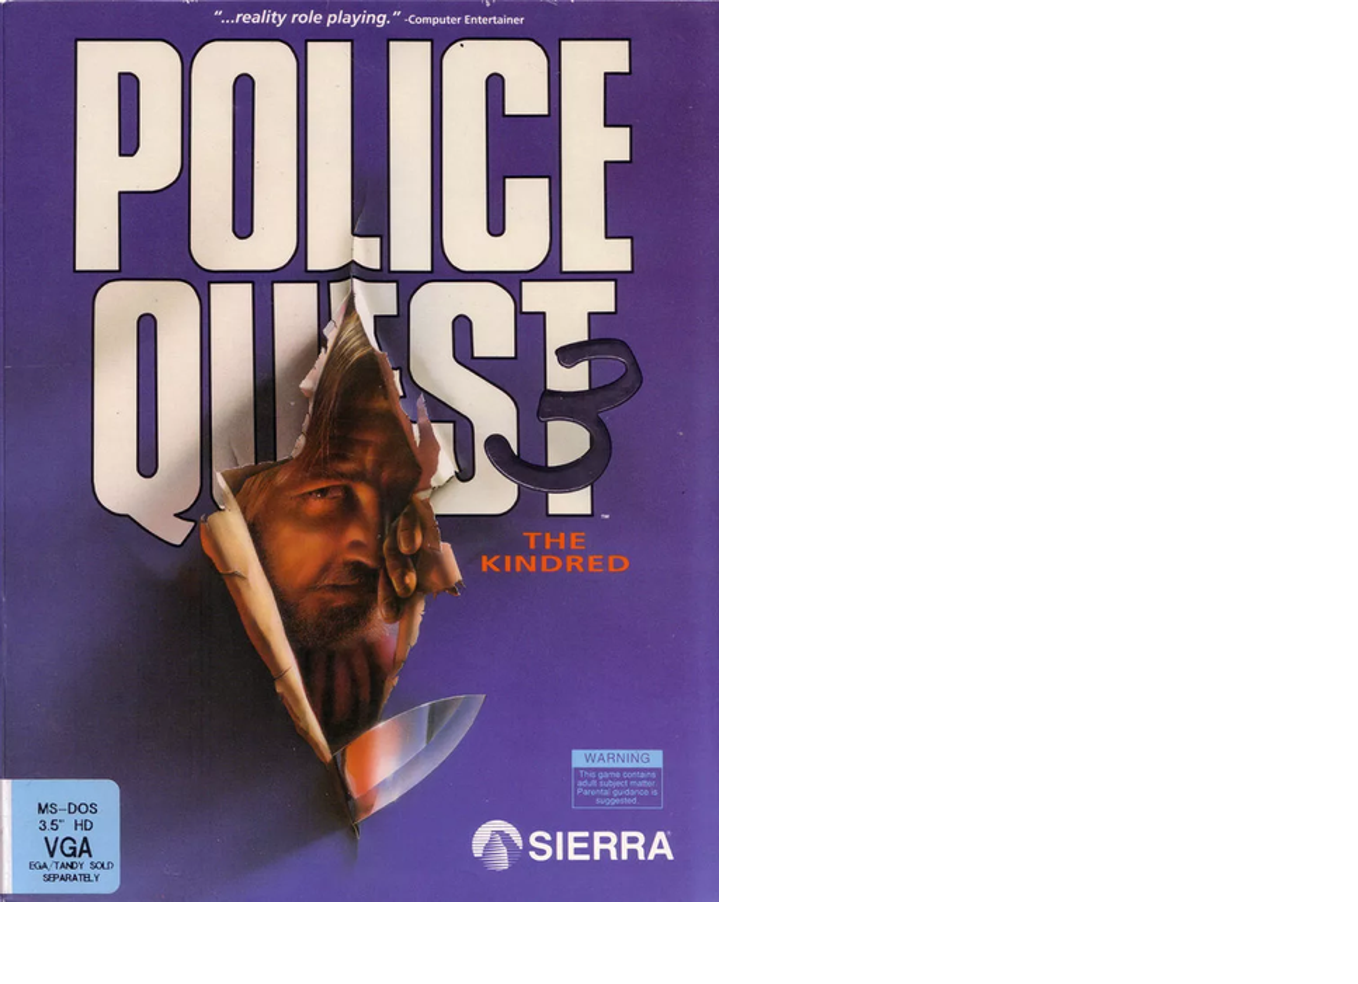 "...reality role playing." -Computer Entertainer
POLICE
QUEST
3
™
THE
KINDRED
WARNING
This game contains
adult subject matter.
Parental guidance is
suggested.
MS-DOS
3.5" HD
VGA
EGA/TANDY SOLD
SEPARATELY
SIERRA®